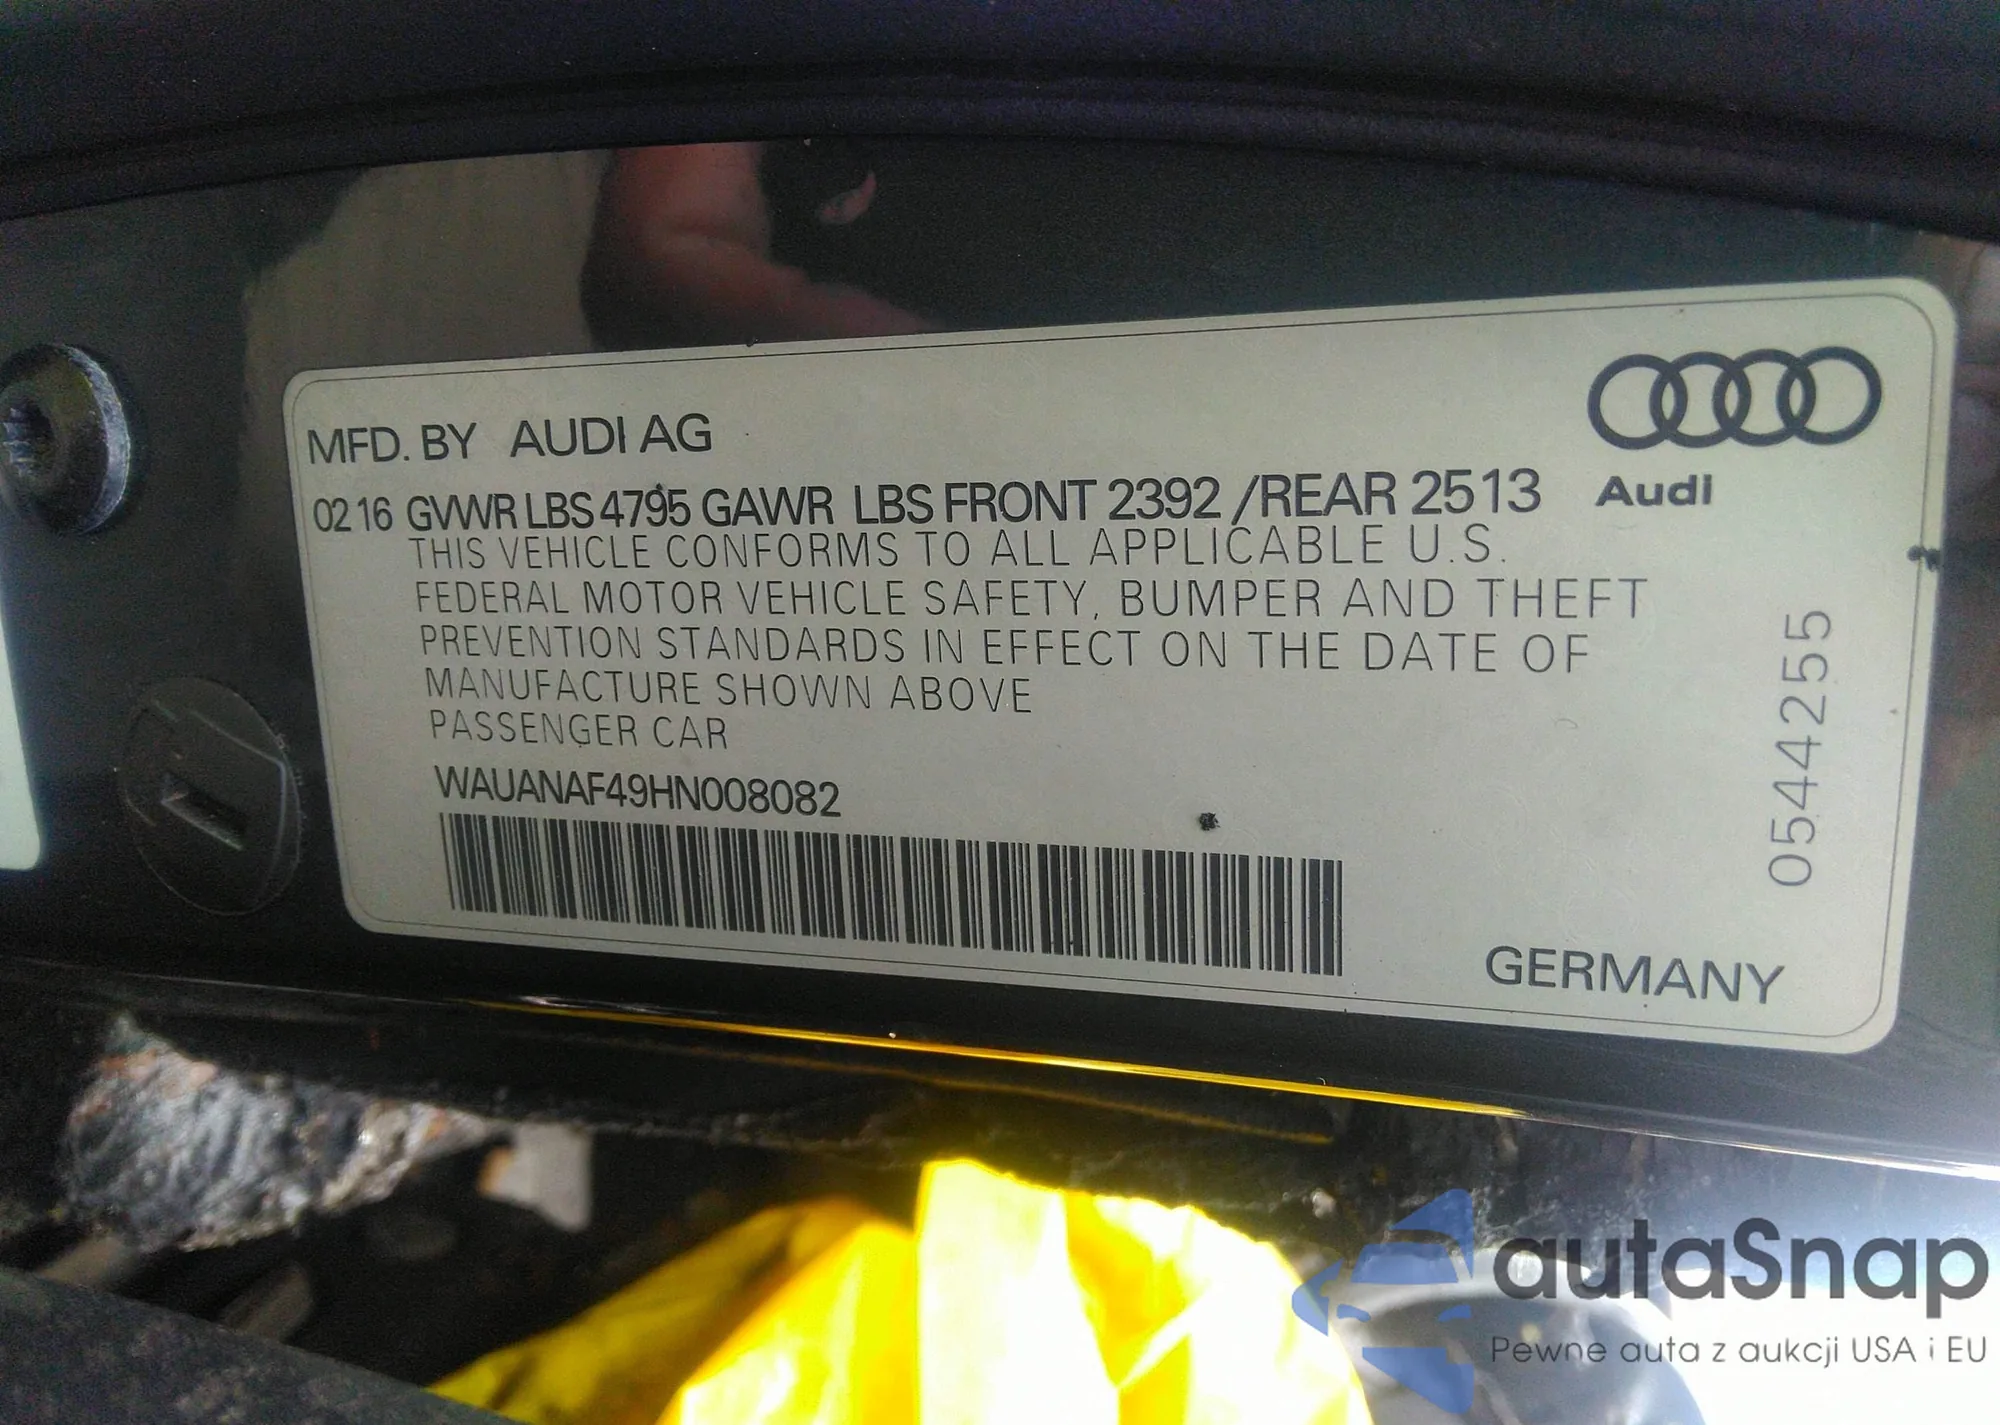 MFD. BY AUDI AG
Audi
02 16 GVWR LBS 4795 GAWR LBS FRONT 2392 /REAR 2513
THIS VEHICLE CONFORMS TO ALL APPLICABLE U.S.
FEDERAL MOTOR VEHICLE SAFETY, BUMPER AND THEFT
PREVENTION STANDARDS IN EFFECT ON THE DATE OF
MANUFACTURE SHOWN ABOVE
PASSENGER CAR
WAUANAF49HN008082
0544255
GERMANY
autaSnap
Pewne auta z aukcji USA i EU